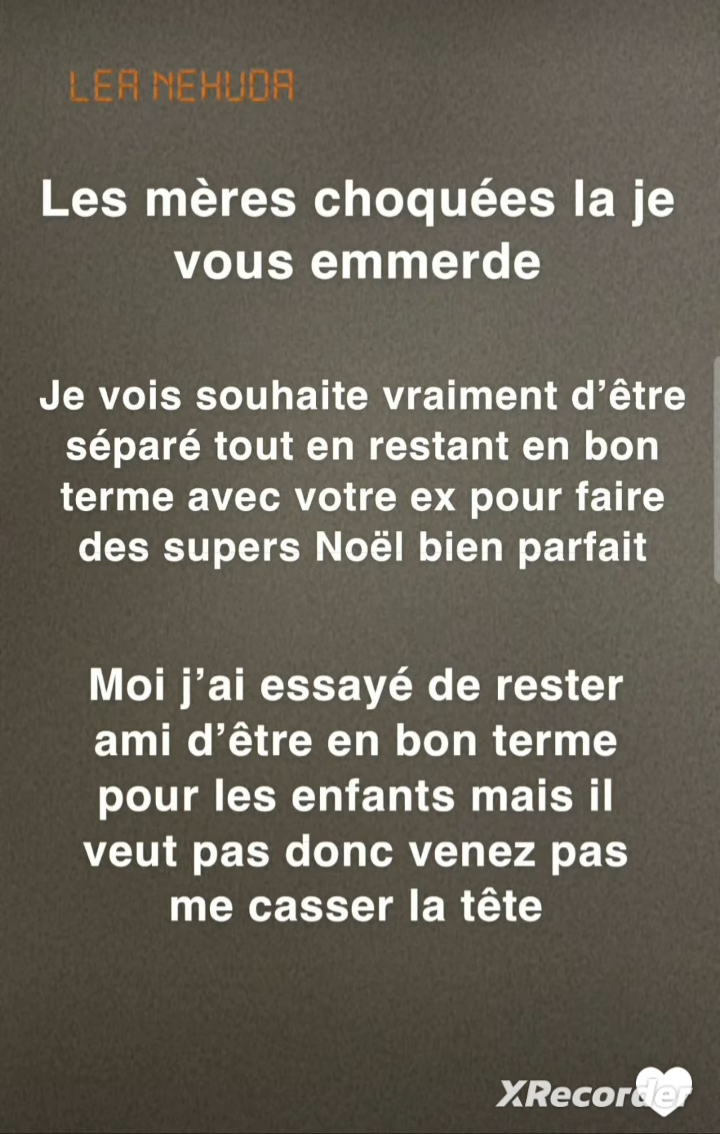 LEA NEHUDA
Les mères choquées la je
vous emmerde
Je vois souhaite vraiment d’être
séparé tout en restant en bon
terme avec votre ex pour faire
des supers Noël bien parfait
Moi j’ai essayé de rester
ami d’être en bon terme
pour les enfants mais il
veut pas donc venez pas
me casser la tête
XRecorder